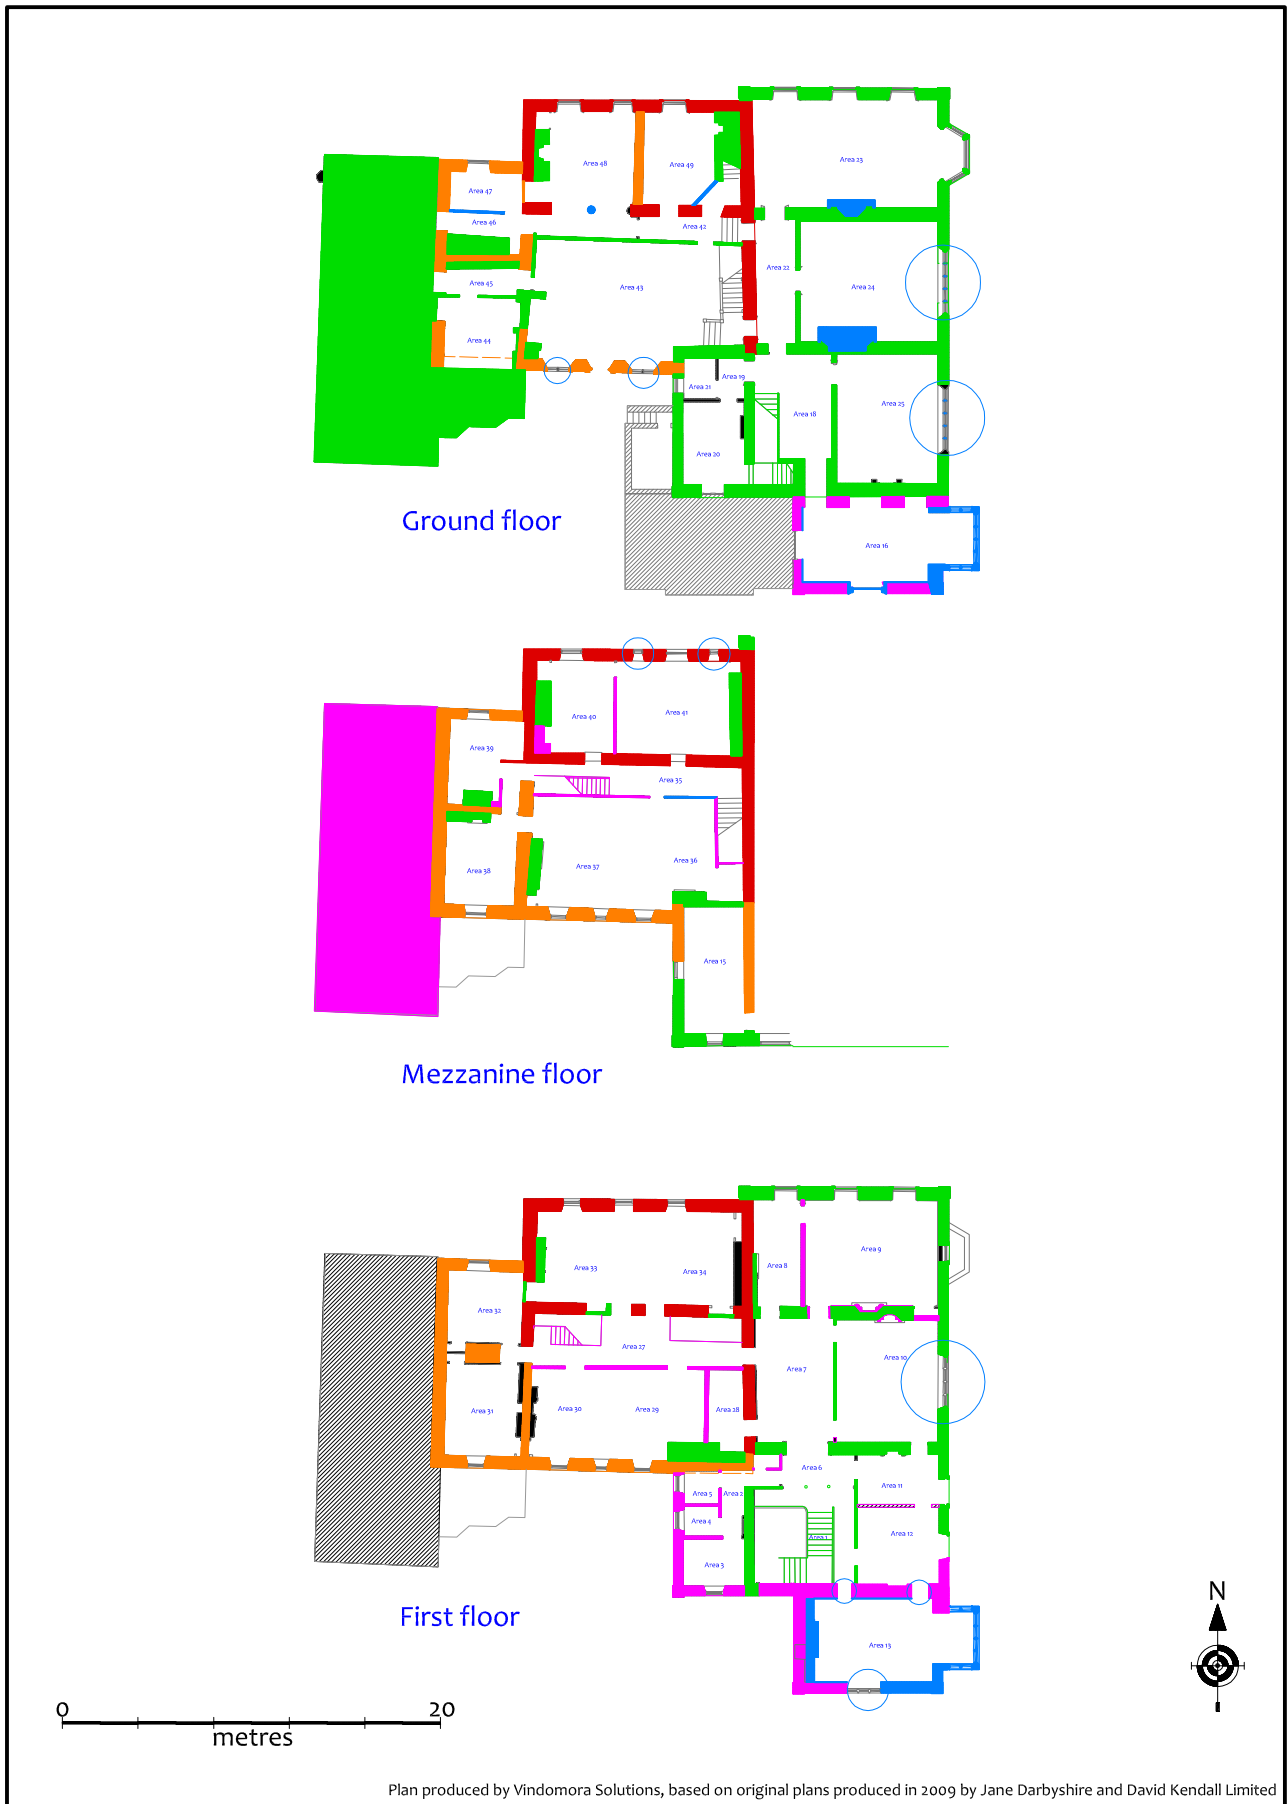 Area 23
Area 48
Area 49
Area 47
Area 46
Area 42
Area 22
Area 45
Area 43
Area 24
Area 44
Area 19
Area 21
Area 25
Area 18
Area 20
Ground floor
Area 16
Area 40
Area 41
Area 39
Area 35
Area 36
Area 37
Area 38
Area 15
Mezzanine floor
Area 9
Area 8
Area 33
Area 34
Area 32
Area 27
Area 10
Area 7
Area 31
Area 30
Area 29
Area 28
Area 6
Area 11
Area 5
Area 2
Area 4
Area 12
Area 1
Area 3
First floor
N
Area 13
0
20
metres
Plan produced by Vindomora Solutions, based on original plans produced in 2009 by Jane Darbyshire and David Kendall Limited